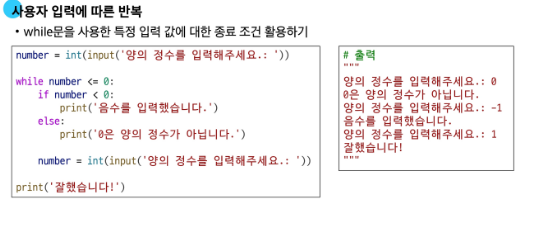 사용자 입력에 따른 반복
• while문을 사용한 특정 입력 값에 대한 종료 조건 활용하기
number = int(input('양의 정수를 입력해주세요.: '))
while number <= 0:
    if number < 0:
        print('음수를 입력했습니다.')
    else:
        print('0은 양의 정수가 아닙니다.')
    number = int(input('양의 정수를 입력해주세요.: '))
print('잘했습니다!')
# 출력
"""
양의 정수를 입력해주세요.: 0
0은 양의 정수가 아닙니다.
양의 정수를 입력해주세요.: -1
음수를 입력했습니다.
양의 정수를 입력해주세요.: 1
잘했습니다!
"""